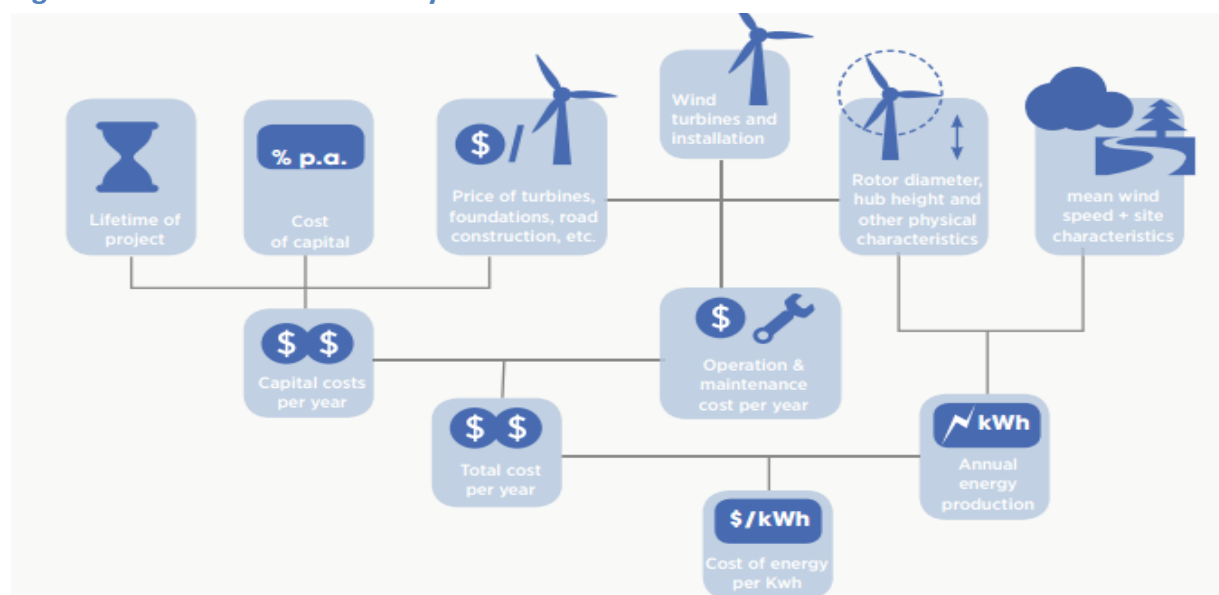 Wind
turbines and
installation
% p.a.
$/
Lifetime of
project
Cost
of capital
Price of turbines,
foundations, road
construction, etc.
Rotor diameter,
hub height and
other physical
characteristics
mean wind
speed + site
characteristics
$ $
Capital costs
per year
$
Operation &
maintenance
cost per year
$ $
Total cost
per year
kWh
Annual
energy
production
$/kWh
Cost of energy
per Kwh